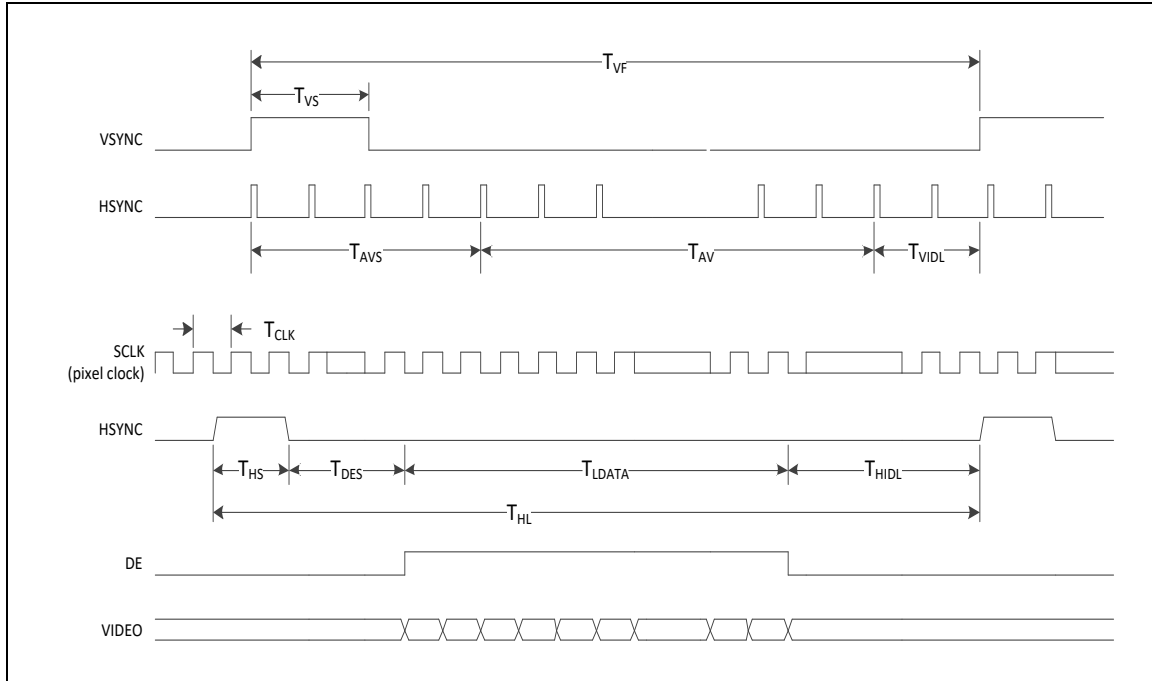 TVF
TVS
VSYNC
HSYNC
TAVS
TAV
TVIDL
TCLK
SCLK
(pixel clock)
HSYNC
THS
TDES
TLDATA
THIDL
THL
DE
VIDEO